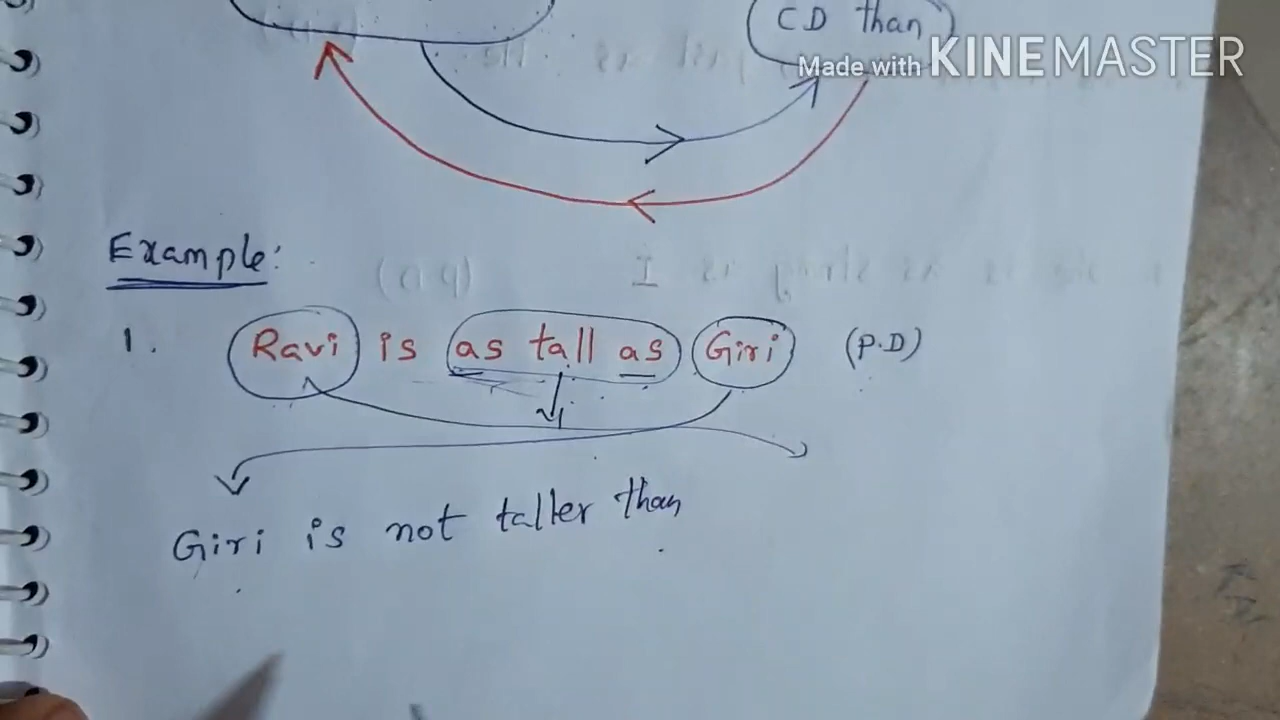 CD than
Made with KINEMASTER
Example:
1. Ravi is as tall as Giri (P.D)
Giri is not taller than